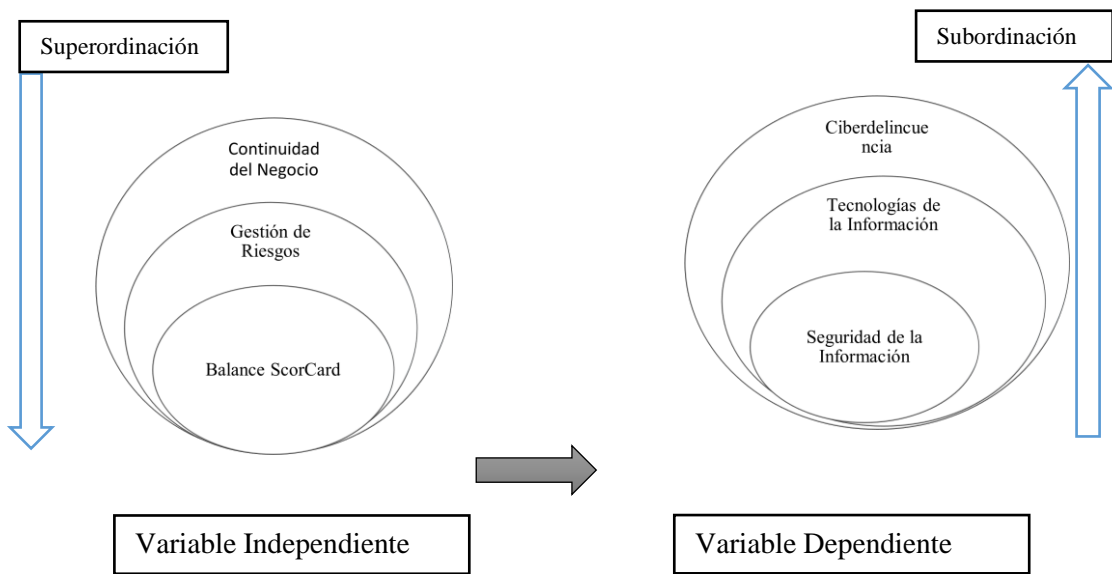 Superordinación
Subordinación
Continuidad
del Negocio
Gestión de
Riesgos
Balance ScorCard
Ciberdelincue
ncia
Tecnologías de
la Información
Seguridad de la
Información
Variable Independiente
Variable Dependiente